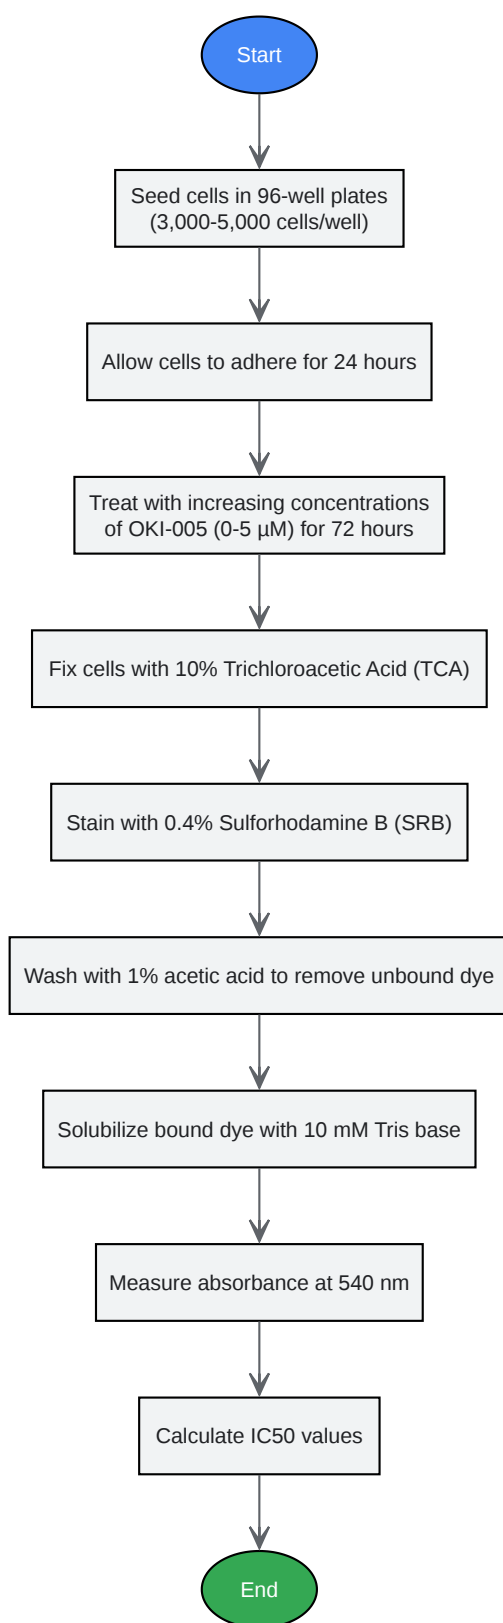 Start
Seed cells in 96-well plates
(3,000-5,000 cells/well)
Allow cells to adhere for 24 hours
Treat with increasing concentrations
of OKI-005 (0-5 µM) for 72 hours
Fix cells with 10% Trichloroacetic Acid (TCA)
Stain with 0.4% Sulforhodamine B (SRB)
Wash with 1% acetic acid to remove unbound dye
Solubilize bound dye with 10 mM Tris base
Measure absorbance at 540 nm
Calculate IC50 values
End